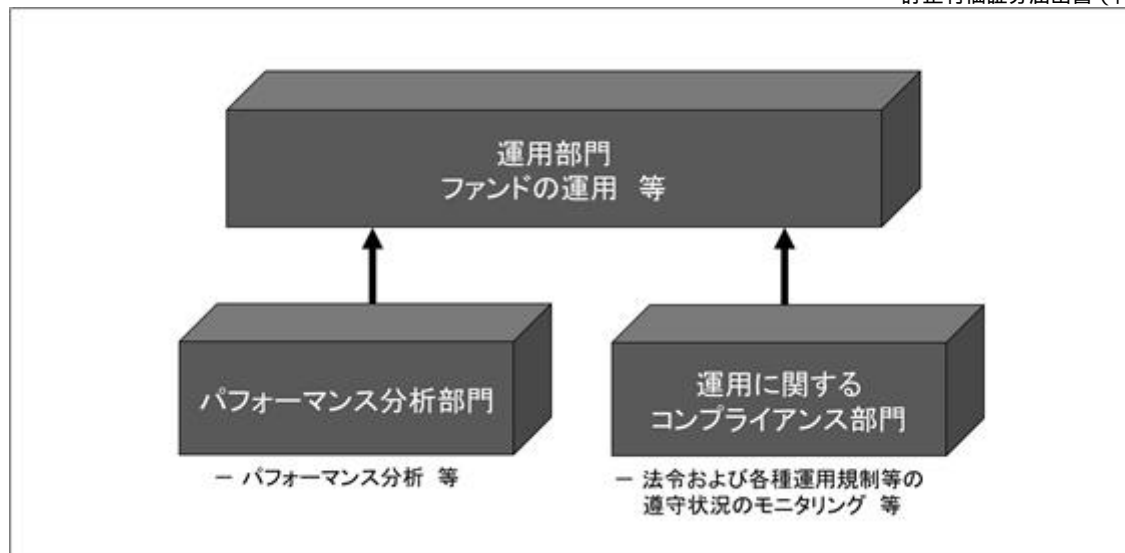 運用部門
ファンドの運用 等
パフォーマンス分析部門
運用に関する
コンプライアンス部門
－ パフォーマンス分析 等
－ 法令および各種運用規制等の
遵守状況のモニタリング 等